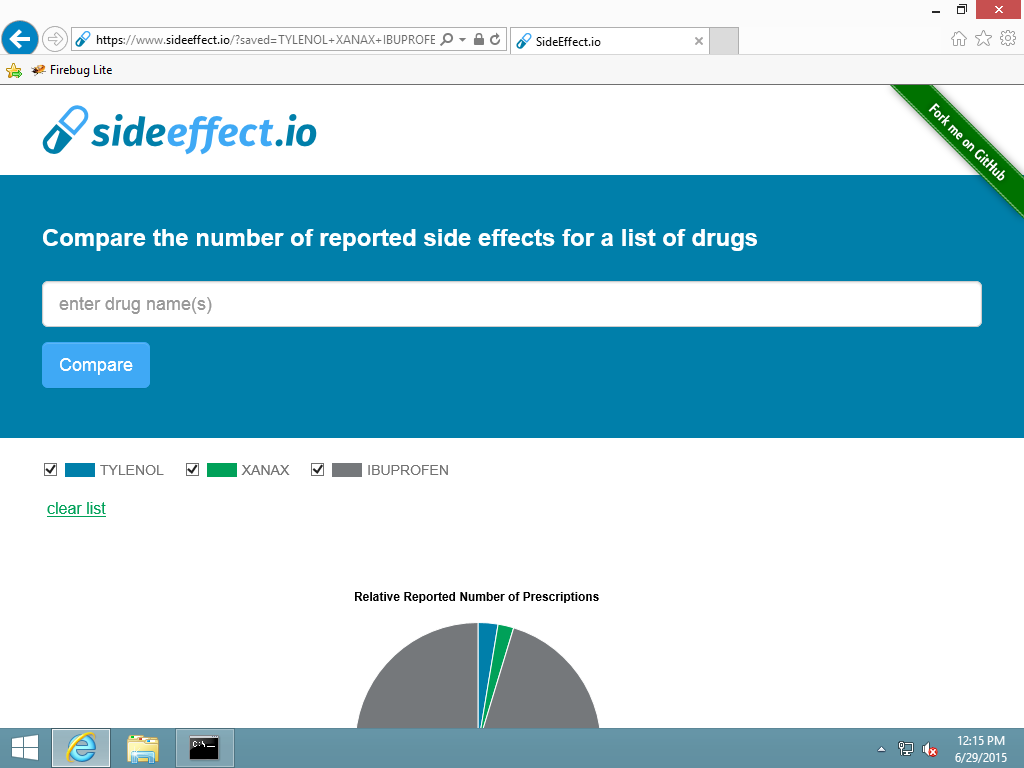 https://www.sideeffect.io/?saved=TYLENOL+XANAX+IBUPROFE
SideEffect.io
Firebug Lite
sideeffect.io
Fork me on GitHub
Compare the number of reported side effects for a list of drugs
enter drug name(s)
Compare
TYLENOL XANAX IBUPROFEN
clear list
Relative Reported Number of Prescriptions
C:\
12:15 PM
6/29/2015